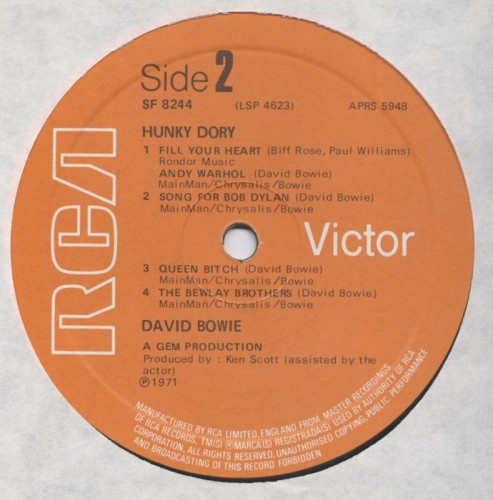 Side 2
SF 8244 (LSP 4623) APRS 5948
HUNKY DORY
1 FILL YOUR HEART (Biff Rose, Paul Williams)
Rondor Music
ANDY WARHOL (David Bowie)
MainMan/Chrysalis/Bowie
2 SONG FOR BOB DYLAN (David Bowie)
MainMan/Chrysalis/Bowie
RCA Victor
3 QUEEN BITCH (David Bowie)
MainMan/Chrysalis/Bowie
4 THE BEWLAY BROTHERS (David Bowie)
MainMan/Chrysalis/Bowie
DAVID BOWIE
A GEM PRODUCTION
Produced by : Ken Scott (assisted by the
actor)
℗1971
MANUFACTURED BY RCA LIMITED, ENGLAND FROM MASTER RECORDINGS
OF RCA RECORDS, TM(S) ® MARCA(S) REGISTRADA(S) USED BY AUTHORITY OF RCA
CORPORATION. ALL RIGHTS RESERVED. UNAUTHORISED COPYING, PUBLIC PERFORMANCE
AND BROADCASTING OF THIS RECORD FORBIDDEN